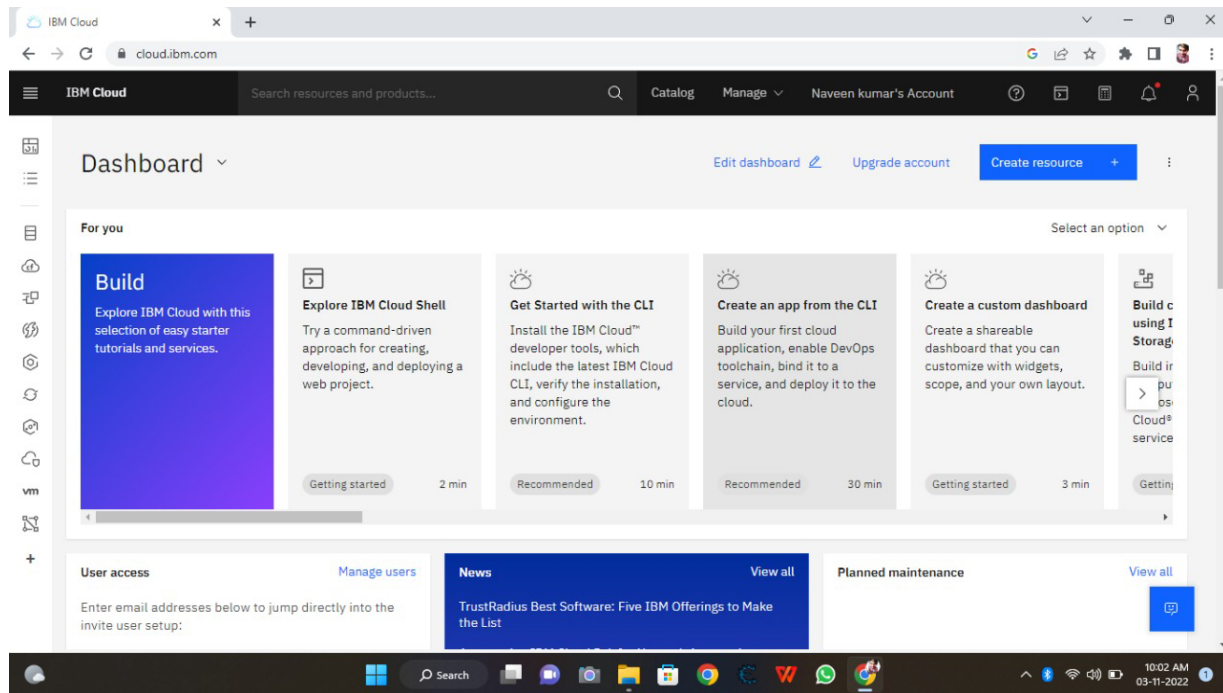 IBM Cloud
cloud.ibm.com
IBM Cloud
Search resources and products...
Catalog
Manage
Naveen kumar's Account
Dashboard
Edit dashboard
Upgrade account
Create resource +
For you
Select an option
Build
Explore IBM Cloud with this
selection of easy starter
tutorials and services.
Explore IBM Cloud Shell
Try a command-driven
approach for creating,
developing, and deploying a
web project.
Getting started
2 min
Get Started with the CLI
Install the IBM Cloud™
developer tools, which
include the latest IBM Cloud
CLI, verify the installation,
and configure the
environment.
Recommended
10 min
Create an app from the CLI
Build your first cloud
application, enable DevOps
toolchain, bind it to a
service, and deploy it to the
cloud.
Recommended
30 min
Create a custom dashboard
Create a shareable
dashboard that you can
customize with widgets,
scope, and your own layout.
Getting started
3 min
Build c
using I
Storag
Build in
Cloud®
service
Getting
vm
User access
Manage users
Enter email addresses below to jump directly into the
invite user setup:
News
View all
TrustRadius Best Software: Five IBM Offerings to Make
the List
Planned maintenance
View all
Search
10:02 AM
03-11-2022
1